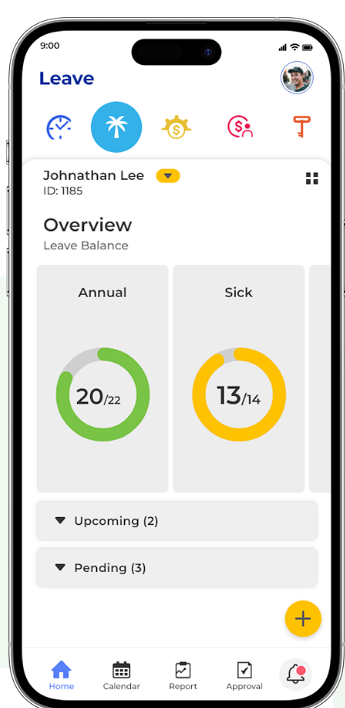 9:00
Leave
$
$
Johnathan Lee
ID: 1185
Overview
Leave Balance
Annual
Sick
20/22
13/14
Upcoming (2)
Pending (3)
+
Home
Calendar
Report
Approval